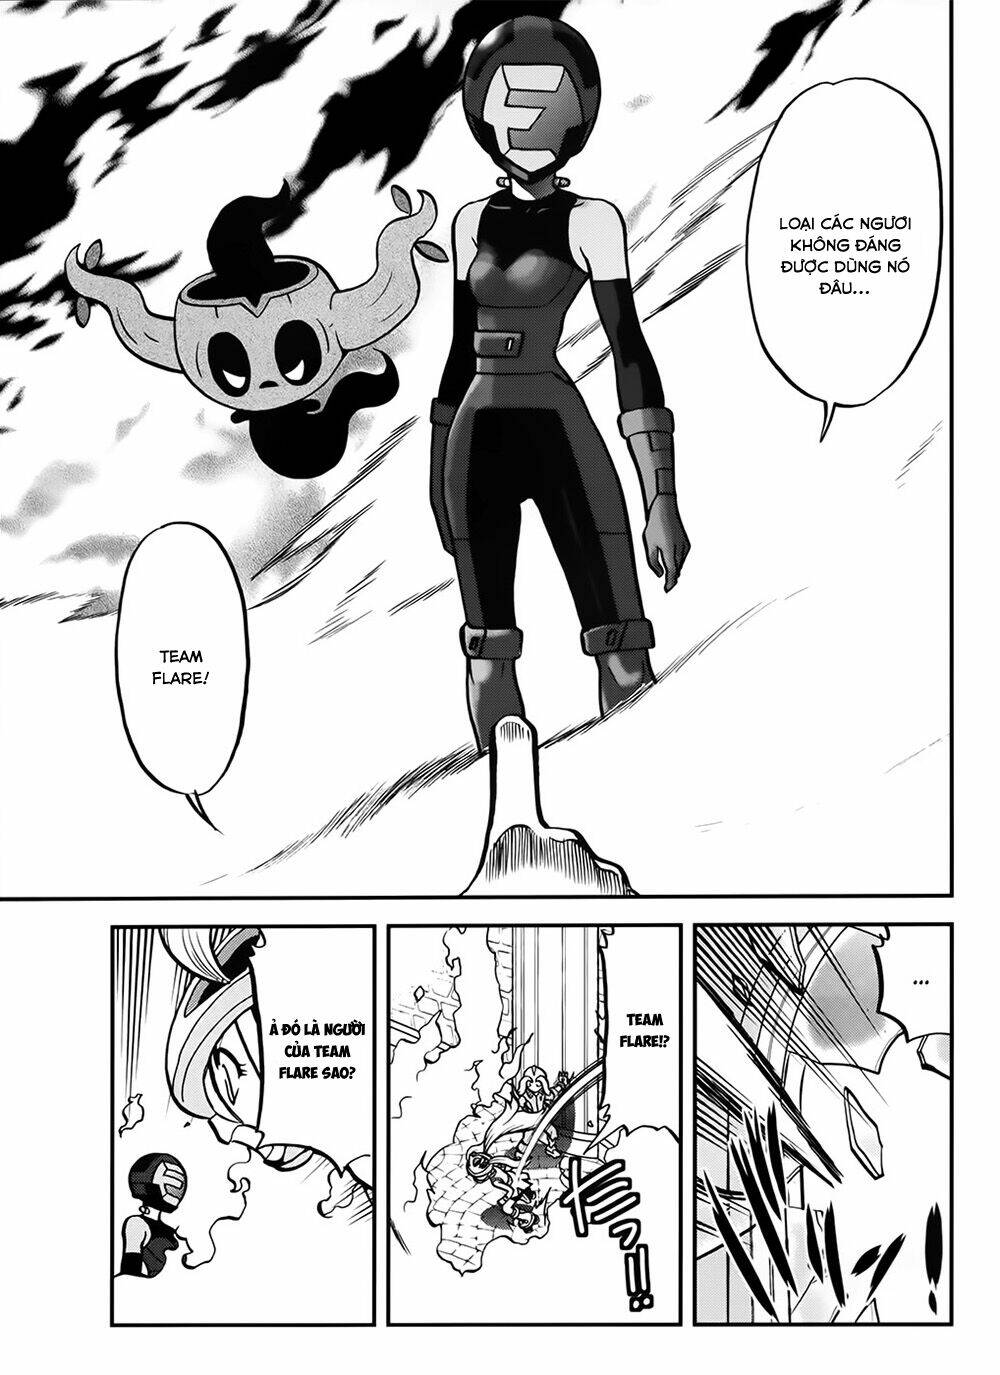 LOẠI CÁC NGƯƠI
KHÔNG ĐÁNG
ĐƯỢC DÙNG NÓ
ĐÂU...
TEAM
FLARE!
...
TEAM
FLARE!?
Ả ĐÓ LÀ NGƯỜI
CỦA TEAM
FLARE SAO?